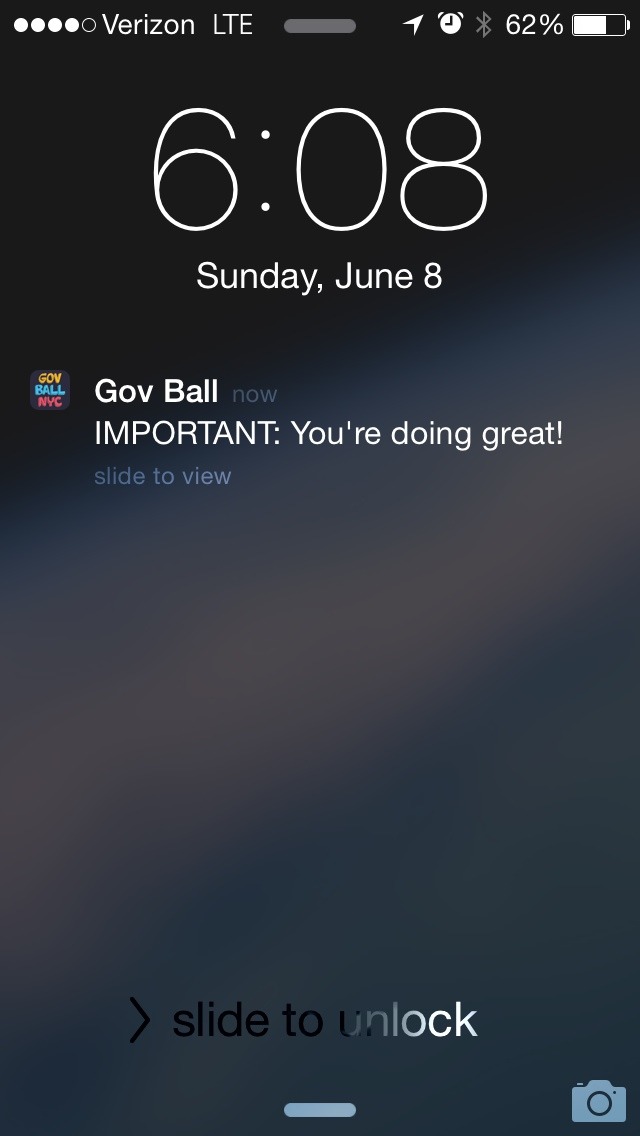 Verizon LTE 62%
6:08
Sunday, June 8
GOV
BALL
NYC
Gov Ball now
IMPORTANT: You're doing great!
slide to view
slide to unlock